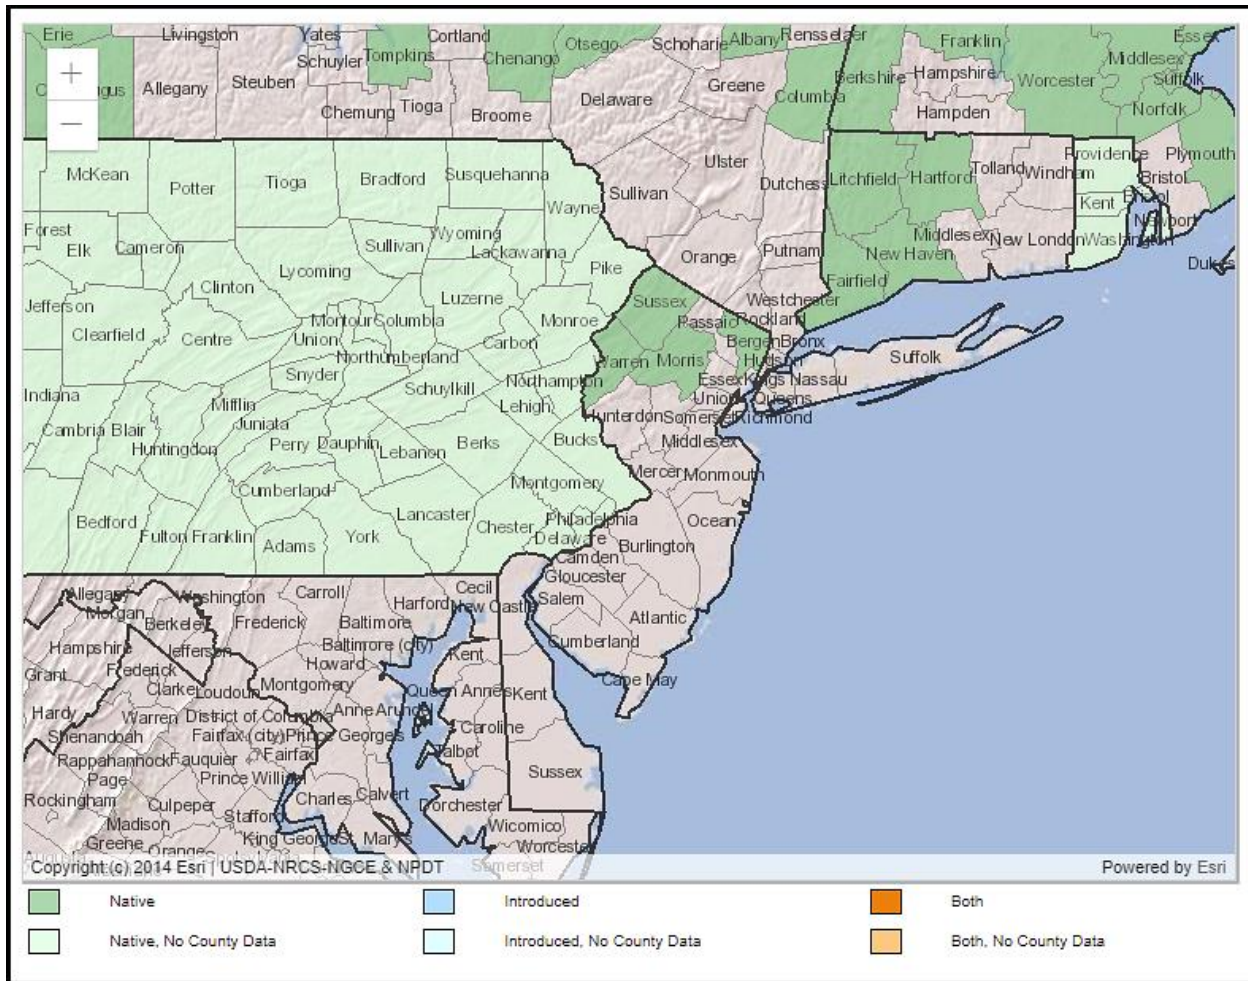 Erie Livingston Yates Cortland Otsego Schoharie Albany Rensselaer Franklin Middlesex Essex
Schuyler Tompkins Chenango Berkshire Hampshire Worcester Suffolk
+ Allegany Steuben Greene Columbia
Chemung Tioga Broome Delaware Hampden Norfolk
−
McKean Potter Tioga Bradford Susquehanna Ulster Dutchess Litchfield Hartford Tolland Windham Providence Plymouth
Wayne Sullivan Kent Bristol Bristol
Forest Elk Cameron Sullivan Wyoming Lackawanna Orange Putnam Middlesex New London Washington Newport
Lycoming Pike New Haven Dukes
Jefferson Clinton Luzerne Sussex Westchester Fairfield
Clearfield Centre Montour Columbia Monroe Passaic Rockland
Union Northumberland Carbon Bergen Bronx
Snyder Schuylkill Northampton Warren Morris Hudson Suffolk
Indiana Mifflin Lehigh Essex Kings Nassau
Union Queens
Cambria Blair Juniata Hunterdon Somerset Richmond
Huntingdon Perry Dauphin Lebanon Berks Bucks Middlesex
Cumberland Montgomery Mercer Monmouth
Bedford Lancaster Chester Philadelphia Ocean
Fulton Franklin Adams York Delaware Burlington
Camden
Allegany Washington Carroll Cecil Gloucester
Morgan Berkeley Frederick Harford New Castle Salem Atlantic
Hampshire Jefferson Baltimore Cumberland
Baltimore (city)
Grant Frederick Howard Kent
Clarke Loudoun Montgomery Queen Anne's Kent Cape May
Hardy Warren District of Columbia Anne Arundel
Shenandoah Fairfax (city) Prince George's Caroline
Rappahannock Fauquier Fairfax Talbot
Page Prince William Sussex
Rockingham Culpeper Charles Calvert Dorchester
Madison Stafford Wicomico
Greene Orange King George St. Mary's Worcester
Copyright (c) 2014 Esri | USDA-NRCS-NGCE & NPDT Somerset Powered by Esri
Native Introduced Both
Native, No County Data Introduced, No County Data Both, No County Data